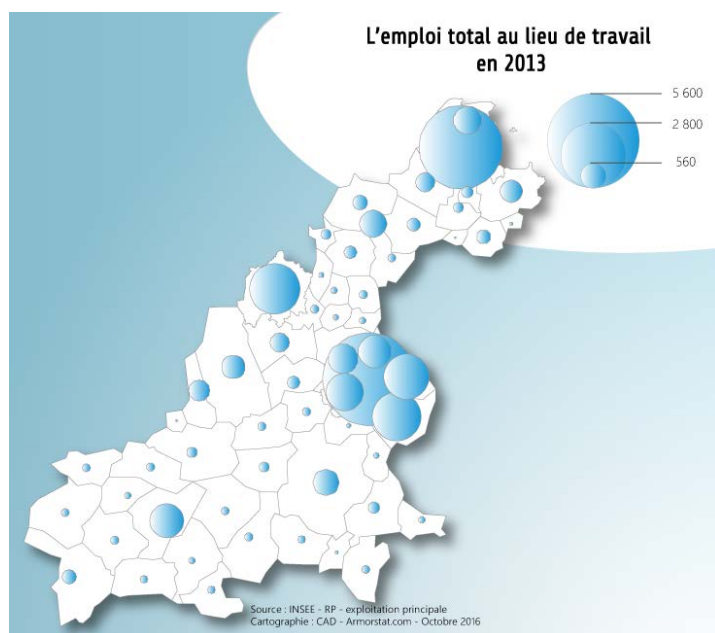 L'emploi total au lieu de travail
en 2013
5 600
2 800
560
Source : INSEE - RP - exploitation principale
Cartographie : CAD - Armorstat.com - Octobre 2016